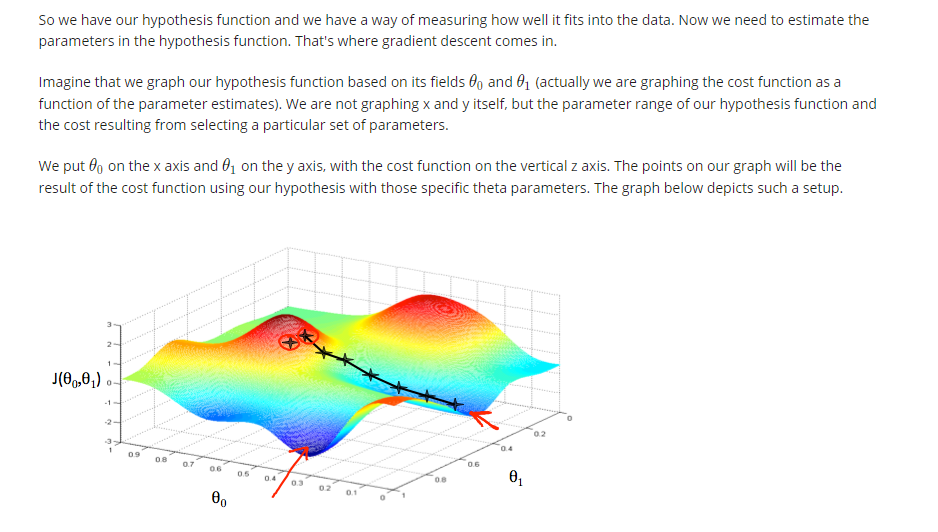 So we have our hypothesis function and we have a way of measuring how well it fits into the data. Now we need to estimate the
parameters in the hypothesis function. That's where gradient descent comes in.
Imagine that we graph our hypothesis function based on its fields θ₀ and θ₁ (actually we are graphing the cost function as a
function of the parameter estimates). We are not graphing x and y itself, but the parameter range of our hypothesis function and
the cost resulting from selecting a particular set of parameters.
We put θ₀ on the x axis and θ₁ on the y axis, with the cost function on the vertical z axis. The points on our graph will be the
result of the cost function using our hypothesis with those specific theta parameters. The graph below depicts such a setup.
J(θ₀,θ₁)
3
2
1
0
-1
-2
-3
1
0.9
0.8
0.7
0.6
0.5
0.4
0.3
0.2
0.1
0
θ₀
1
0.8
0.6
0.4
0.2
0
θ₁